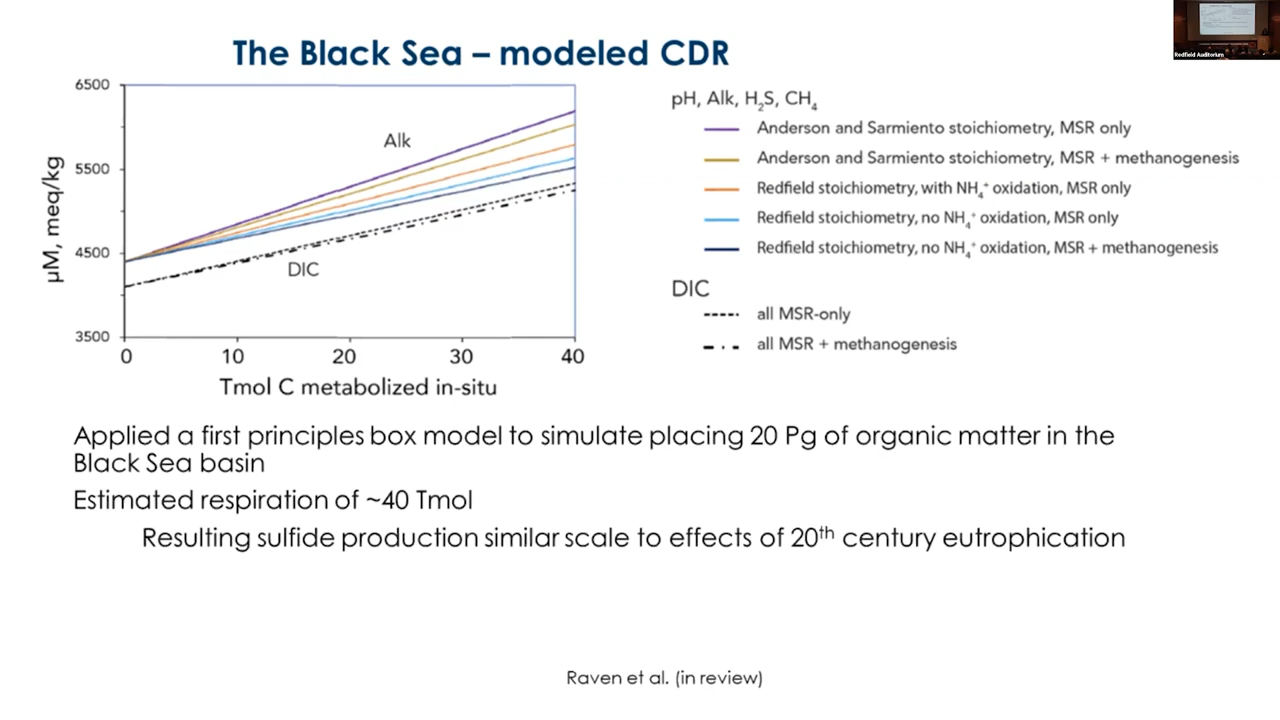 The Black Sea – modeled CDR
Redfield Auditorium
6500
5500
4500
3500
µM, meq/kg
Alk
DIC
0 10 20 30 40
Tmol C metabolized in-situ
pH, Alk, H₂S, CH₄
Anderson and Sarmiento stoichiometry, MSR only
Anderson and Sarmiento stoichiometry, MSR + methanogenesis
Redfield stoichiometry, with NH₄⁺ oxidation, MSR only
Redfield stoichiometry, no NH₄⁺ oxidation, MSR only
Redfield stoichiometry, no NH₄⁺ oxidation, MSR + methanogenesis
DIC
all MSR-only
all MSR + methanogenesis
Applied a first principles box model to simulate placing 20 Pg of organic matter in the
Black Sea basin
Estimated respiration of ~40 Tmol
Resulting sulfide production similar scale to effects of 20th century eutrophication
Raven et al. (in review)